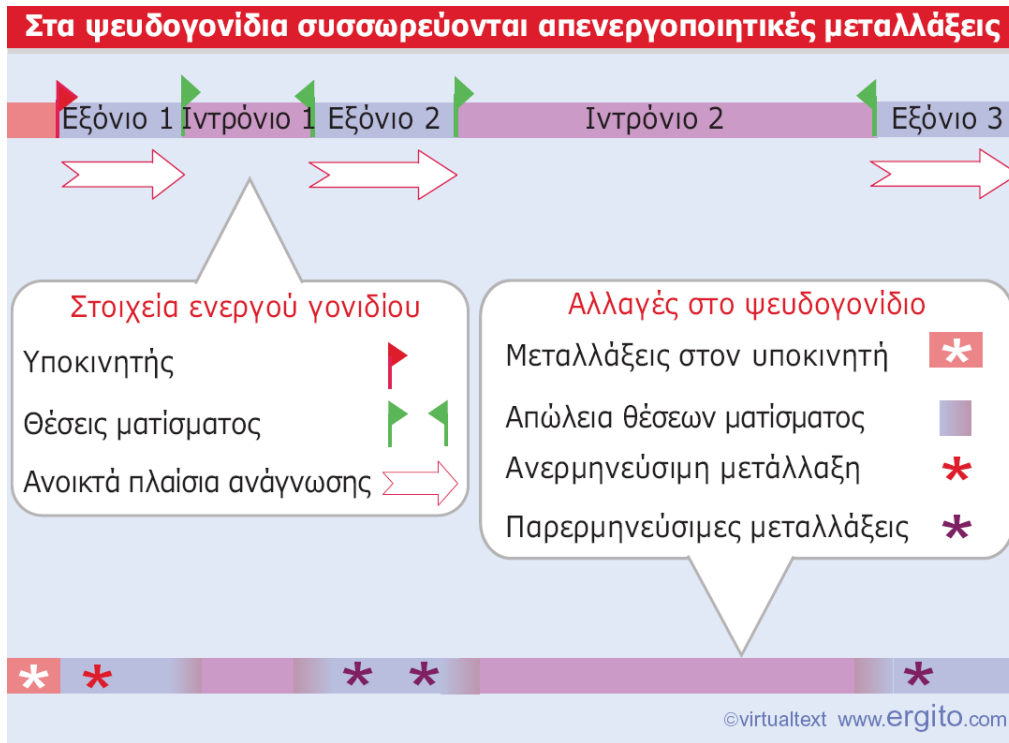 Στα ψευδογονίδια συσσωρεύονται απενεργοποιητικές μεταλλάξεις
Εξόνιο 1 Ιντρόνιο 1 Εξόνιο 2 Ιντρόνιο 2 Εξόνιο 3
Στοιχεία ενεργού γονιδίου
Υποκινητής
Θέσεις ματίσματος
Ανοικτά πλαίσια ανάγνωσης
Αλλαγές στο ψευδογονίδιο
Μεταλλάξεις στον υποκινητή
Απώλεια θέσεων ματίσματος
Ανερμηνεύσιμη μετάλλαξη
Παρερμηνεύσιμες μεταλλάξεις
©virtualtext www.ergito.com